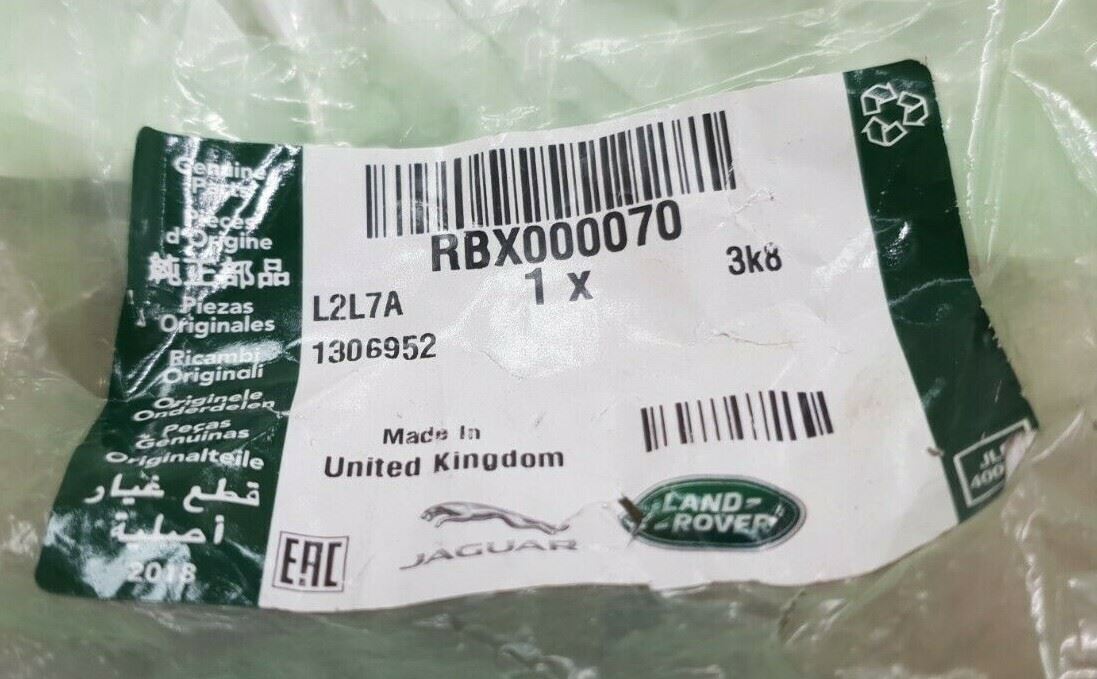 Genuine
Parts
Pièces
d'Origine
純正部品
Piezas
Originales
Ricambi
Originali
Originele
Onderdelen
Peças
Genuínas
Originalteile
قطع غيار
أصلية
2018
RBX000070
1 x
3k8
L2L7A
1306952
Made In
United Kingdom
EAC
JAGUAR
LAND-
-ROVER